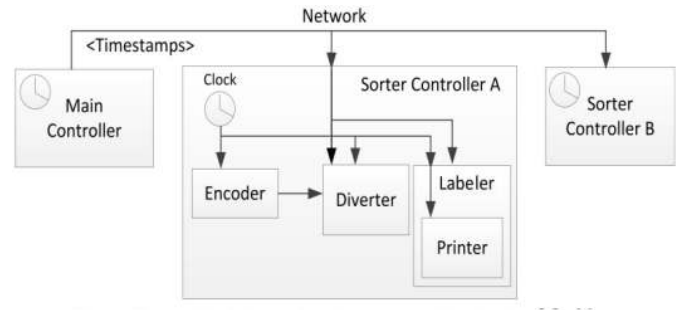 Network
<Timestamps>
Main
Controller
Clock
Sorter Controller A
Encoder
Diverter
Labeler
Printer
Sorter
Controller B